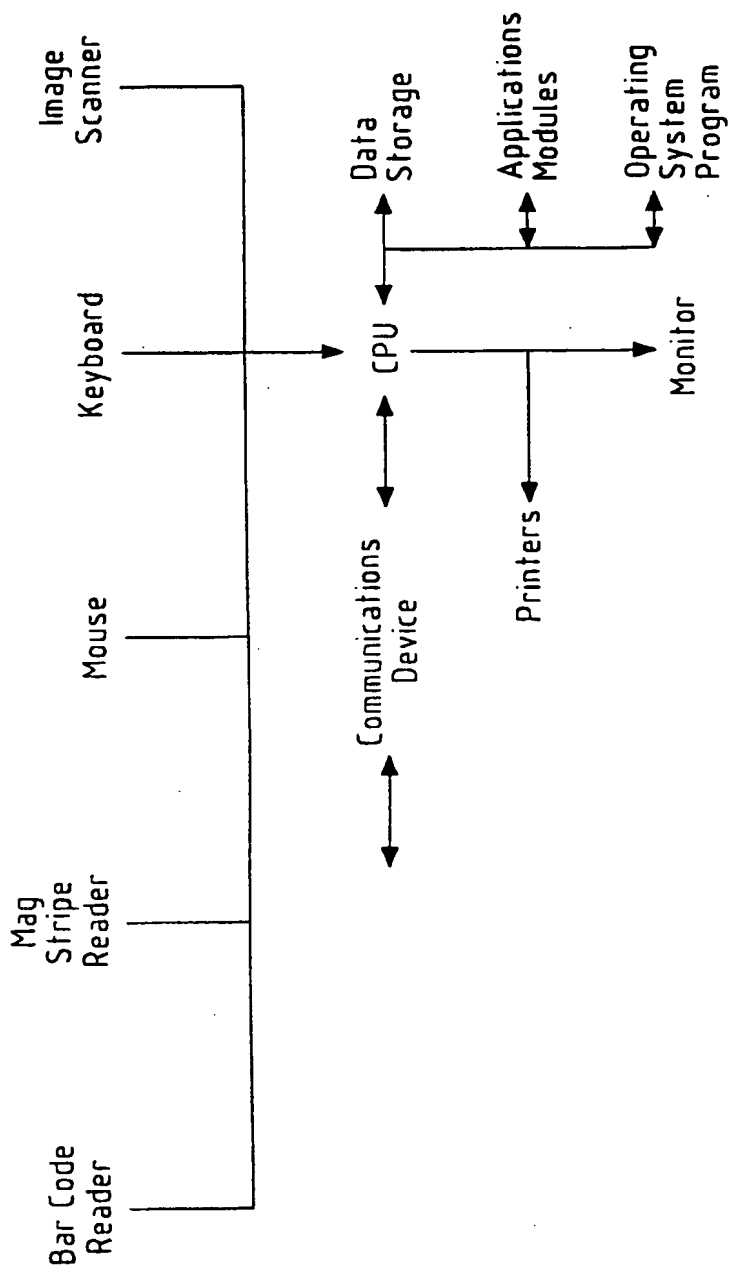 Bar Code
Reader
Mag
Stripe
Reader
Mouse
Keyboard
Image
Scanner
Communications
Device
CPU
Data
Storage
Printers
Applications
Modules
Monitor
Operating
System
Program